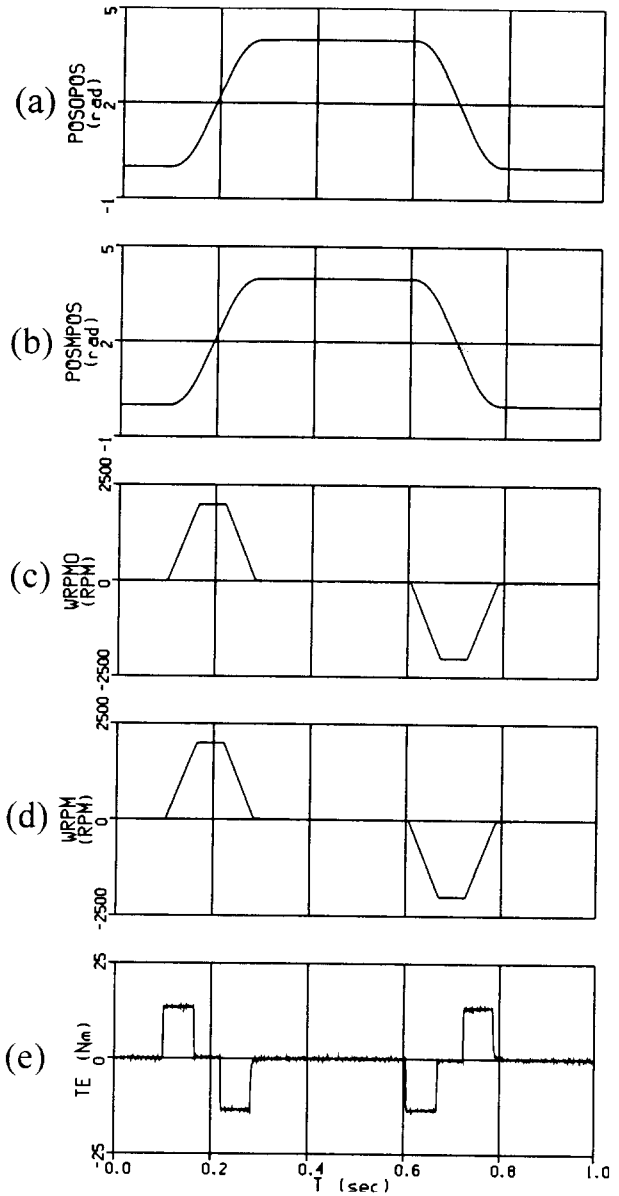 (a)
POSOPOS
(rad)
5
2
-1
(b)
POSMPOS
(rad)
5
2
-1
(c)
WRPMO
(RPM)
2500
0
-2500
(d)
WRPM
(RPM)
2500
0
-2500
(e)
TE (Nm)
25
0
-25
0.0 0.2 0.4 0.6 0.8 1.0
T (sec)